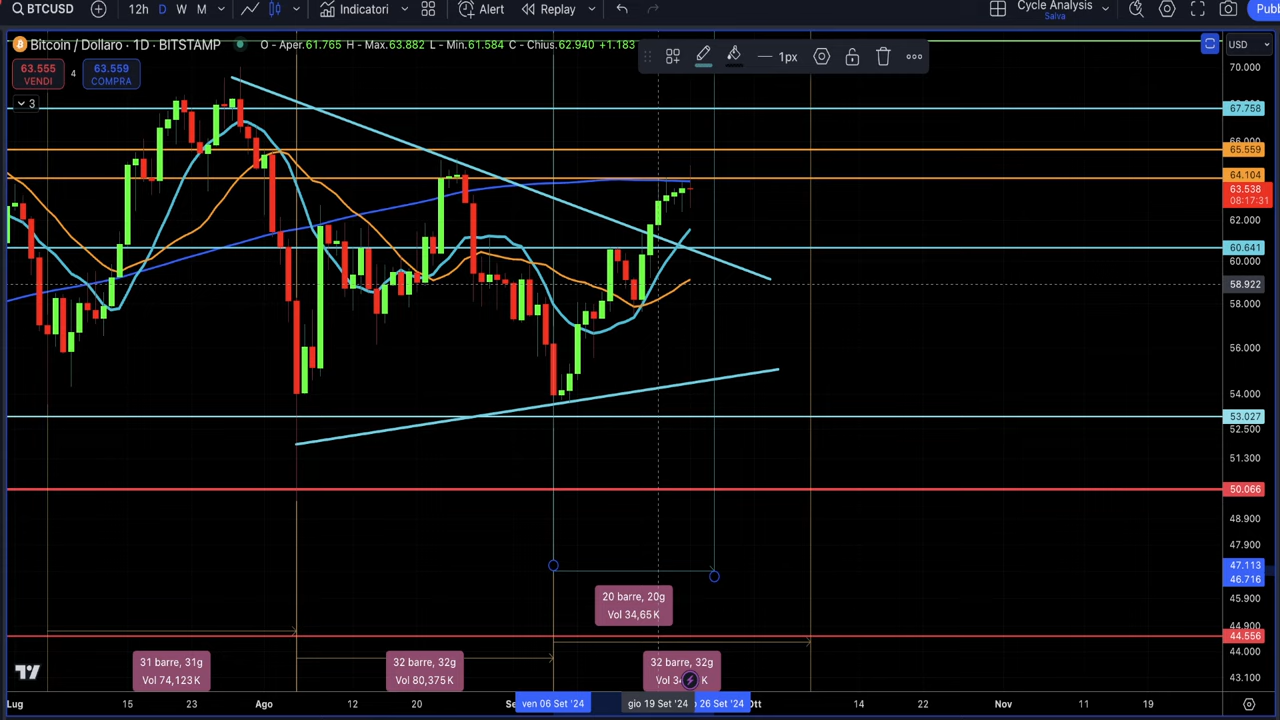 BTCUSD 12h D W M Indicatori Alert Replay Cycle Analysis
Salva
Bitcoin / Dollaro · 1D · BITSTAMP O - Aper.61.765 H - Max.63.882 L - Min.61.584 C - Chius.62.940 +1.183
1px
USD
63.555
VENDI
4
63.559
COMPRA
3
70.000
67.758
65.559
64.104
63.538
08:17:31
62.000
60.641
60.000
58.922
58.000
56.000
54.000
53.027
52.500
51.300
50.066
48.900
47.900
47.113
46.716
45.900
44.556
44.000
43.100
20 barre, 20g
Vol 34,65 K
31 barre, 31g
Vol 74,123 K
32 barre, 32g
Vol 80,375 K
32 barre, 32g
Lug 15 23 Ago 12 20 ven 06 Set '24 gio 19 Set '24 26 Set '24 14 22 Nov 11 19